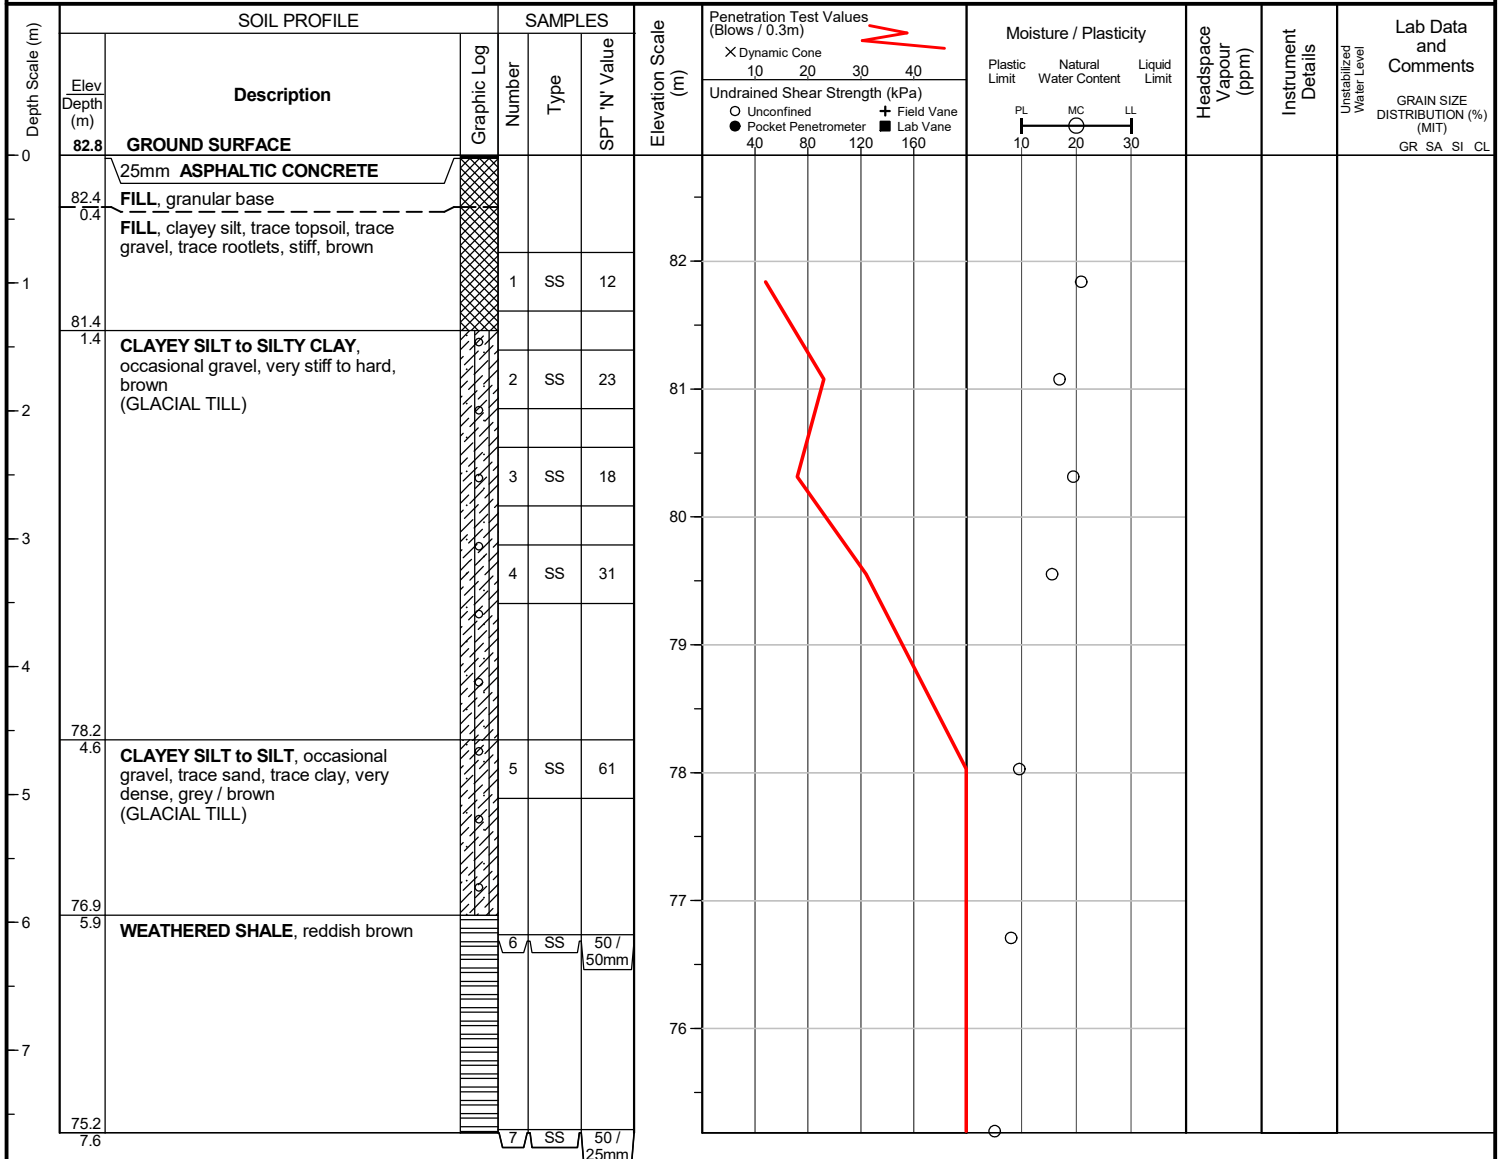 SOIL PROFILE
SAMPLES
Depth Scale (m)
Elev
Depth
(m)
Description
Graphic Log
Number
Type
SPT 'N' Value
Elevation Scale
(m)
Penetration Test Values
(Blows / 0.3m)
X Dynamic Cone
10 20 30 40
Undrained Shear Strength (kPa)
Unconfined
Field Vane
Pocket Penetrometer
Lab Vane
40 80 120 160
Moisture / Plasticity
Plastic
Limit
Natural
Water Content
Liquid
Limit
PL MC LL
10 20 30
Headspace
Vapour
(ppm)
Instrument
Details
Unstabilized
Water Level
Lab Data
and
Comments
GRAIN SIZE
DISTRIBUTION (%)
(MIT)
GR SA SI CL
82.8 GROUND SURFACE
0
25mm ASPHALTIC CONCRETE
82.4
0.4
FILL, granular base
FILL, clayey silt, trace topsoil, trace
gravel, trace rootlets, stiff, brown
82
1
1 SS 12
81.4
1.4
CLAYEY SILT to SILTY CLAY,
occasional gravel, very stiff to hard,
brown
(GLACIAL TILL)
2 SS 23
81
2
3 SS 18
80
3
4 SS 31
79
4
78.2
4.6
CLAYEY SILT to SILT, occasional
gravel, trace sand, trace clay, very
dense, grey / brown
(GLACIAL TILL)
5 SS 61
78
5
77
76.9
5.9
6
WEATHERED SHALE, reddish brown
6 SS 50 /
50mm
76
7
75.2
7.6
7 SS 50 /
25mm